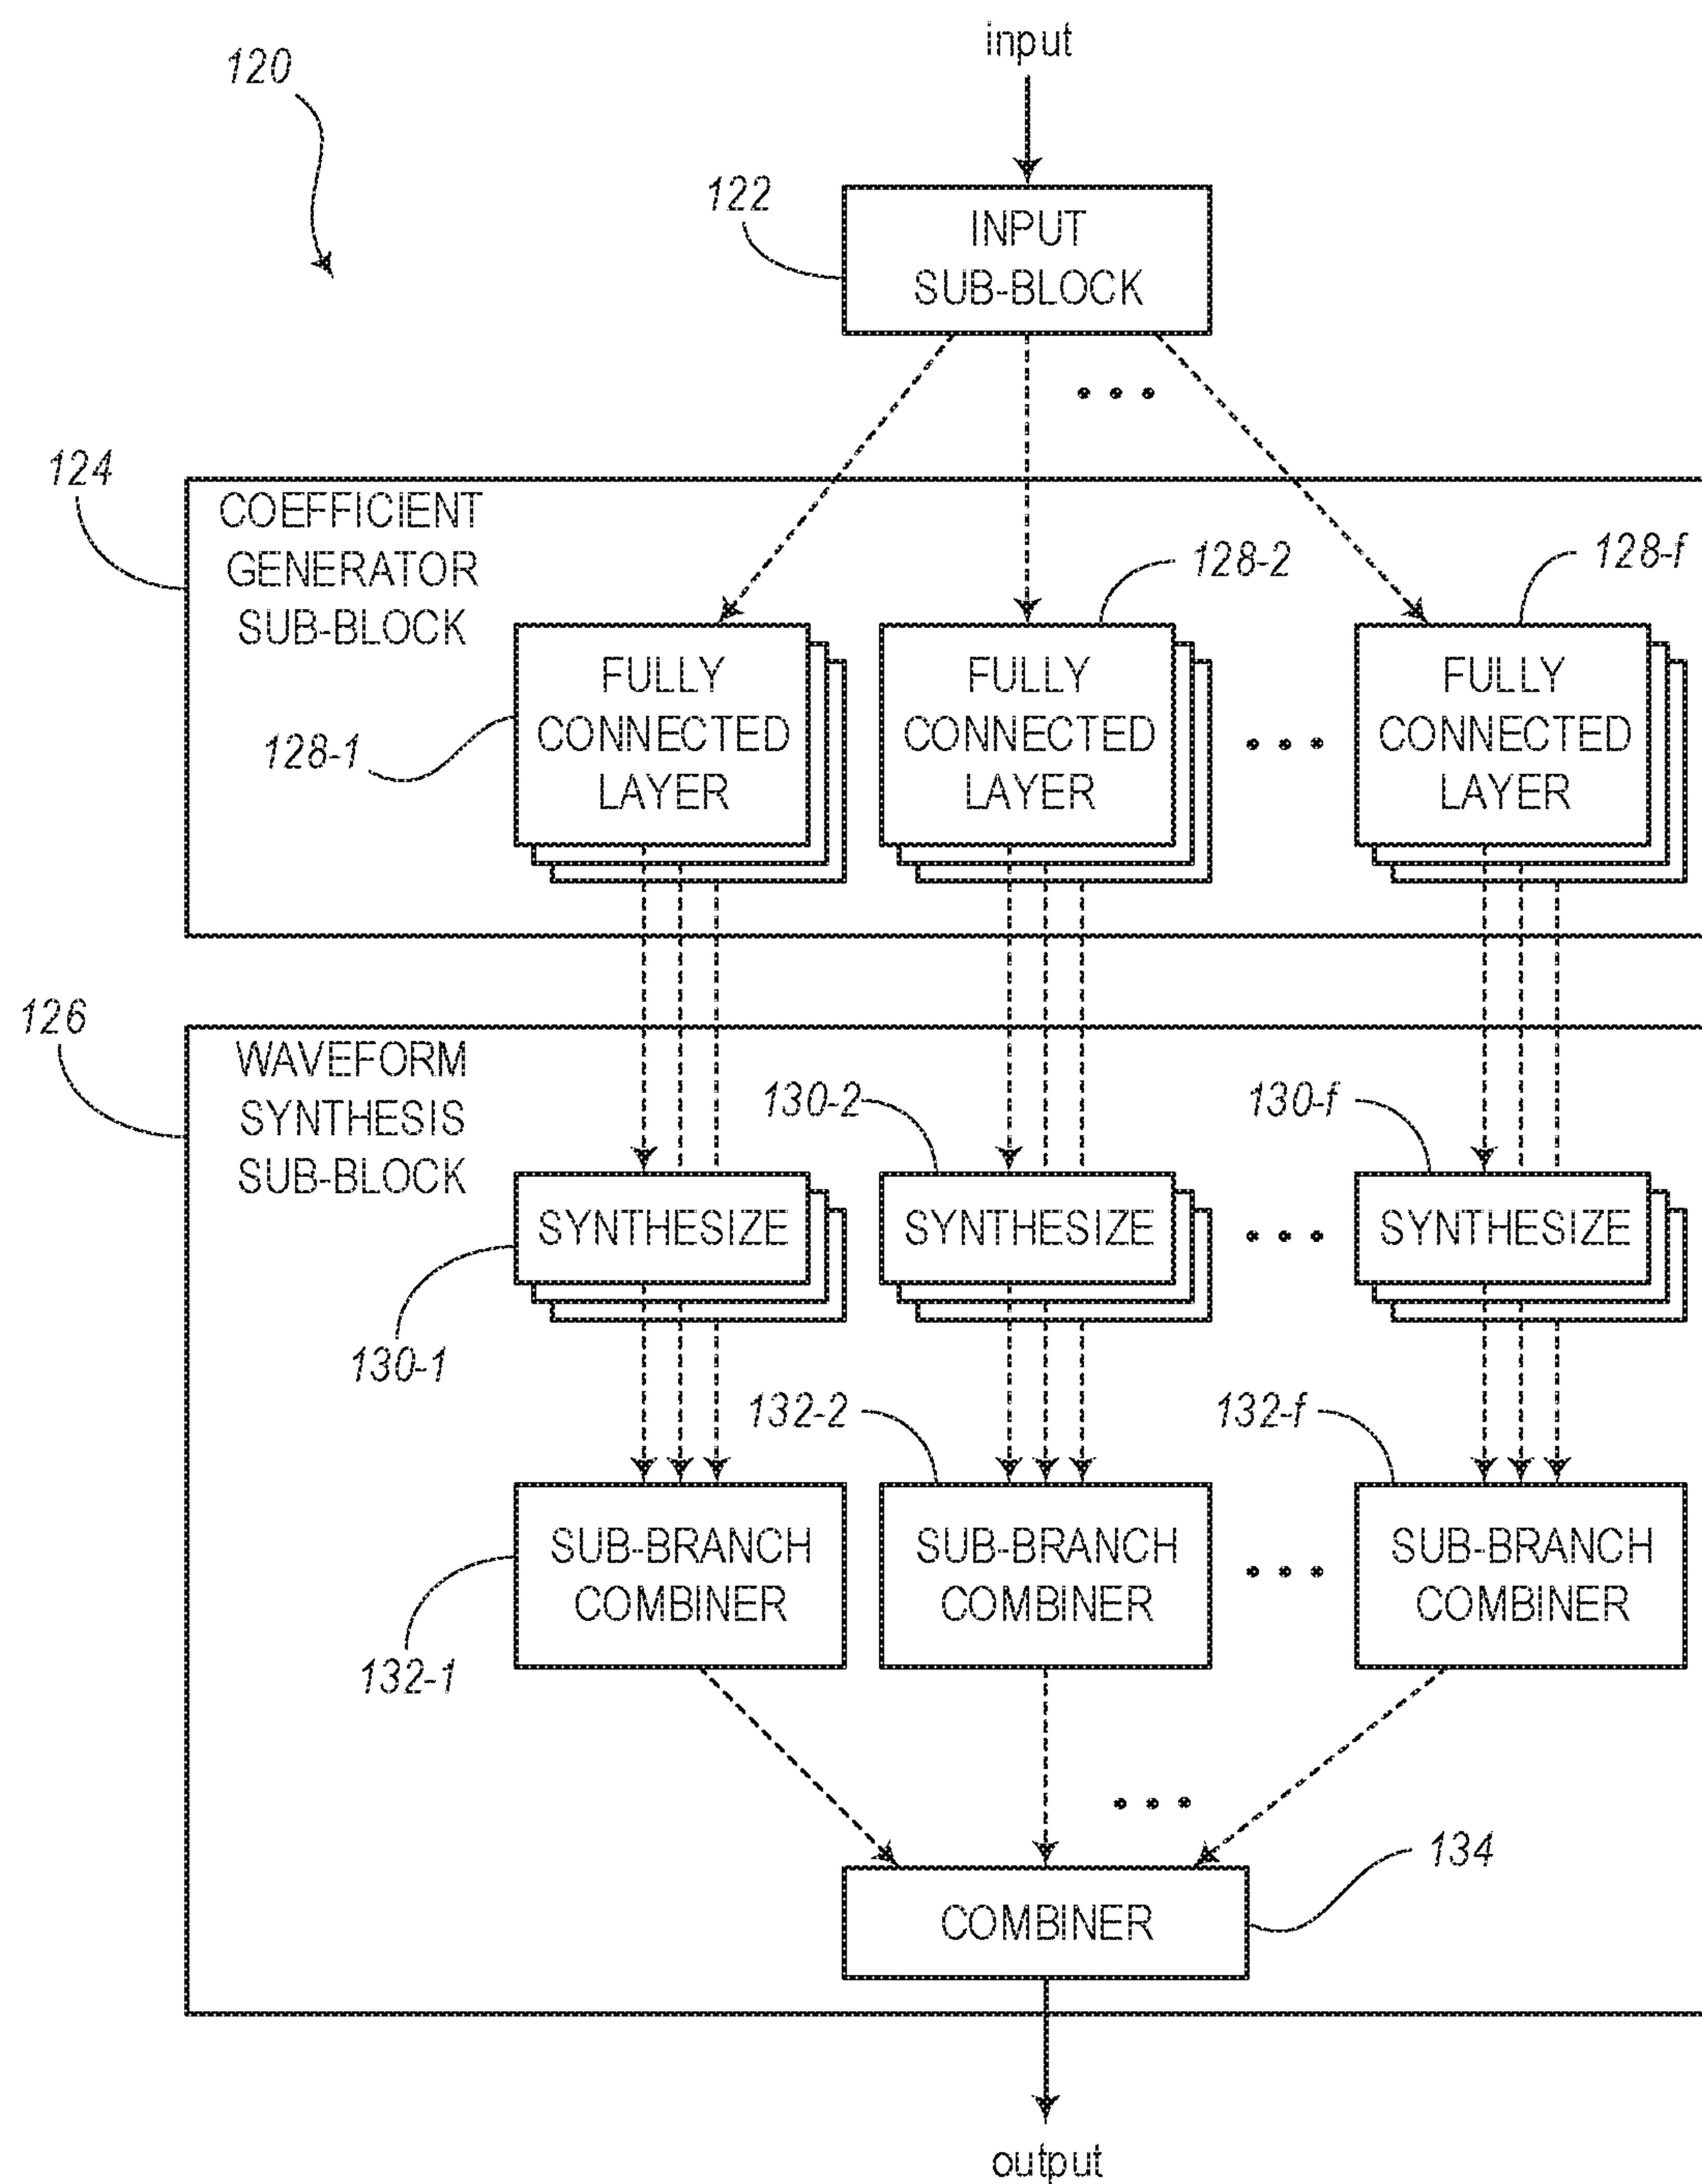 input
120
122
INPUT
SUB-BLOCK
124
COEFFICIENT
GENERATOR
SUB-BLOCK
128-2
128-f
FULLY
CONNECTED
LAYER
FULLY
CONNECTED
LAYER
FULLY
CONNECTED
LAYER
128-1
126
WAVEFORM
SYNTHESIS
SUB-BLOCK
130-2
130-f
SYNTHESIZE
SYNTHESIZE
SYNTHESIZE
130-1
132-2
132-f
SUB-BRANCH
COMBINER
SUB-BRANCH
COMBINER
SUB-BRANCH
COMBINER
132-1
134
COMBINER
output